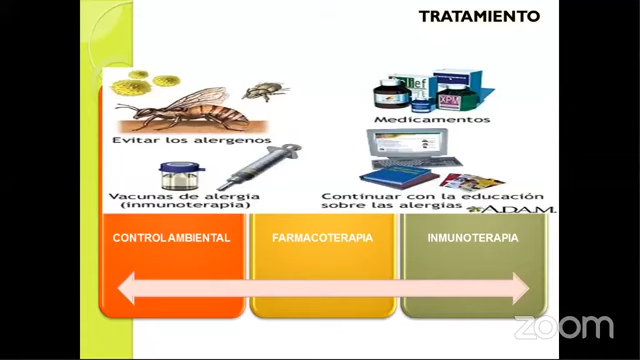 TRATAMIENTO
Evitar los alergenos
Medicamentos
XPM
Vacunas de alergia
(inmunoterapia)
Continuar con la educación
sobre las alergias
A.D.A.M.
CONTROL AMBIENTAL
FARMACOTERAPIA
INMUNOTERAPIA
zoom